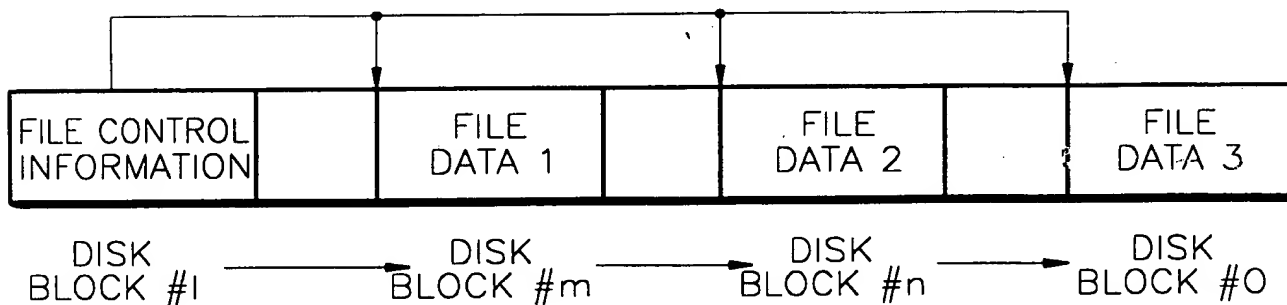 FILE CONTROL
INFORMATION
FILE
DATA 1
FILE
DATA 2
FILE
DATA 3
DISK
BLOCK #l
DISK
BLOCK #m
DISK
BLOCK #n
DISK
BLOCK #0